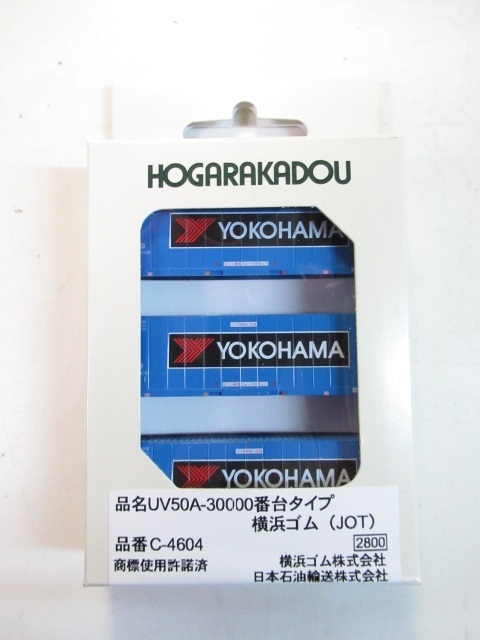 HOGARAKADOU
YOKOHAMA
YOKOHAMA
YOKOHAMA
品名UV50A-30000番台タイプ
横浜ゴム（JOT）
品番C-4604
2800
商標使用許諾済
横浜ゴム株式会社
日本石油輸送株式会社